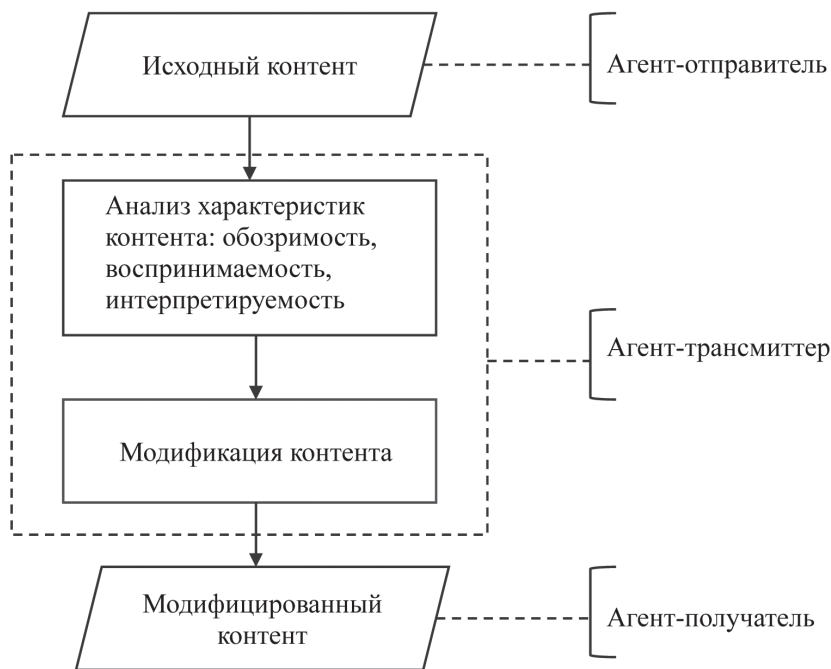 Исходный контент
Агент-отправитель
Анализ характеристик
контента: обозримость,
воспринимаемость,
интерпретируемость
Агент-трансмиттер
Модификация контента
Модифицированный
контент
Агент-получатель